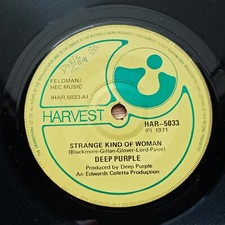 FELDMAN/
HEC MUSIC
(HAR.5033-A)
HARVEST
HAR-5033
(P) 1971
STRANGE KIND OF WOMAN
(Blackmore-Gillan-Glover-Lord-Paice)
DEEP PURPLE
Produced by Deep Purple
An Edwards Coletta Production